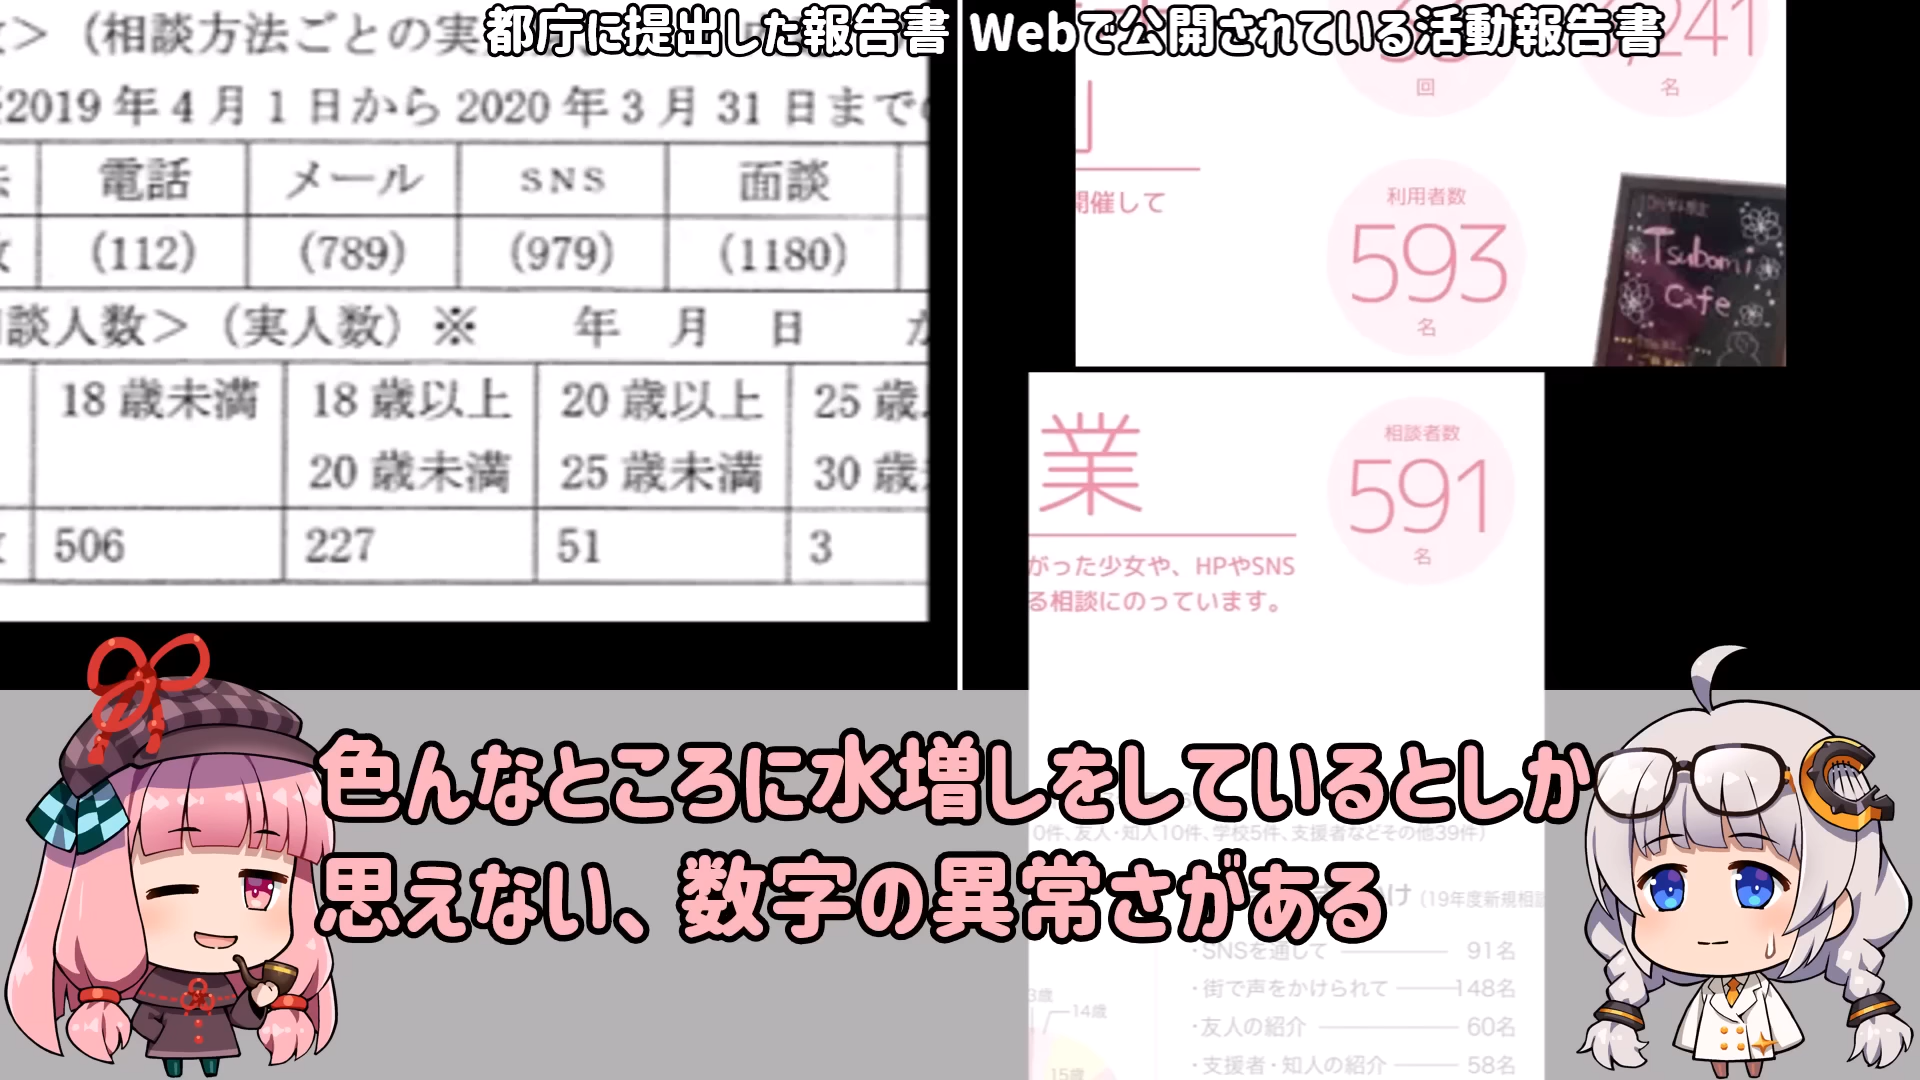 都庁に提出した報告書
Webで公開されている活動報告書
＞（相談方法ごとの実
2019年4月1日から2020年3月31日まで
電話 メール SNS 面談
（112） （789） （979） （1180）
談人数＞（実人数）※ 年 月 日
18歳未満 18歳以上 20歳以上 25歳
20歳未満 25歳未満 30歳
506 227 51 3
241
回 名
開催して
利用者数
593
名
Tsubomi
Cafe
業
相談者数
591
名
がった少女や、HPやSNS
る相談にのっています。
色んなところに水増しをしているとしか
0件、友人・知人10件、学校5件、支援者などその他39件）
思えない、数字の異常さがある
け（19年度新規相談
・SNSを通して 91名
・街で声をかけられて 148名
・友人の紹介 60名
・支援者・知人の紹介 58名
3歳
14歳
15歳